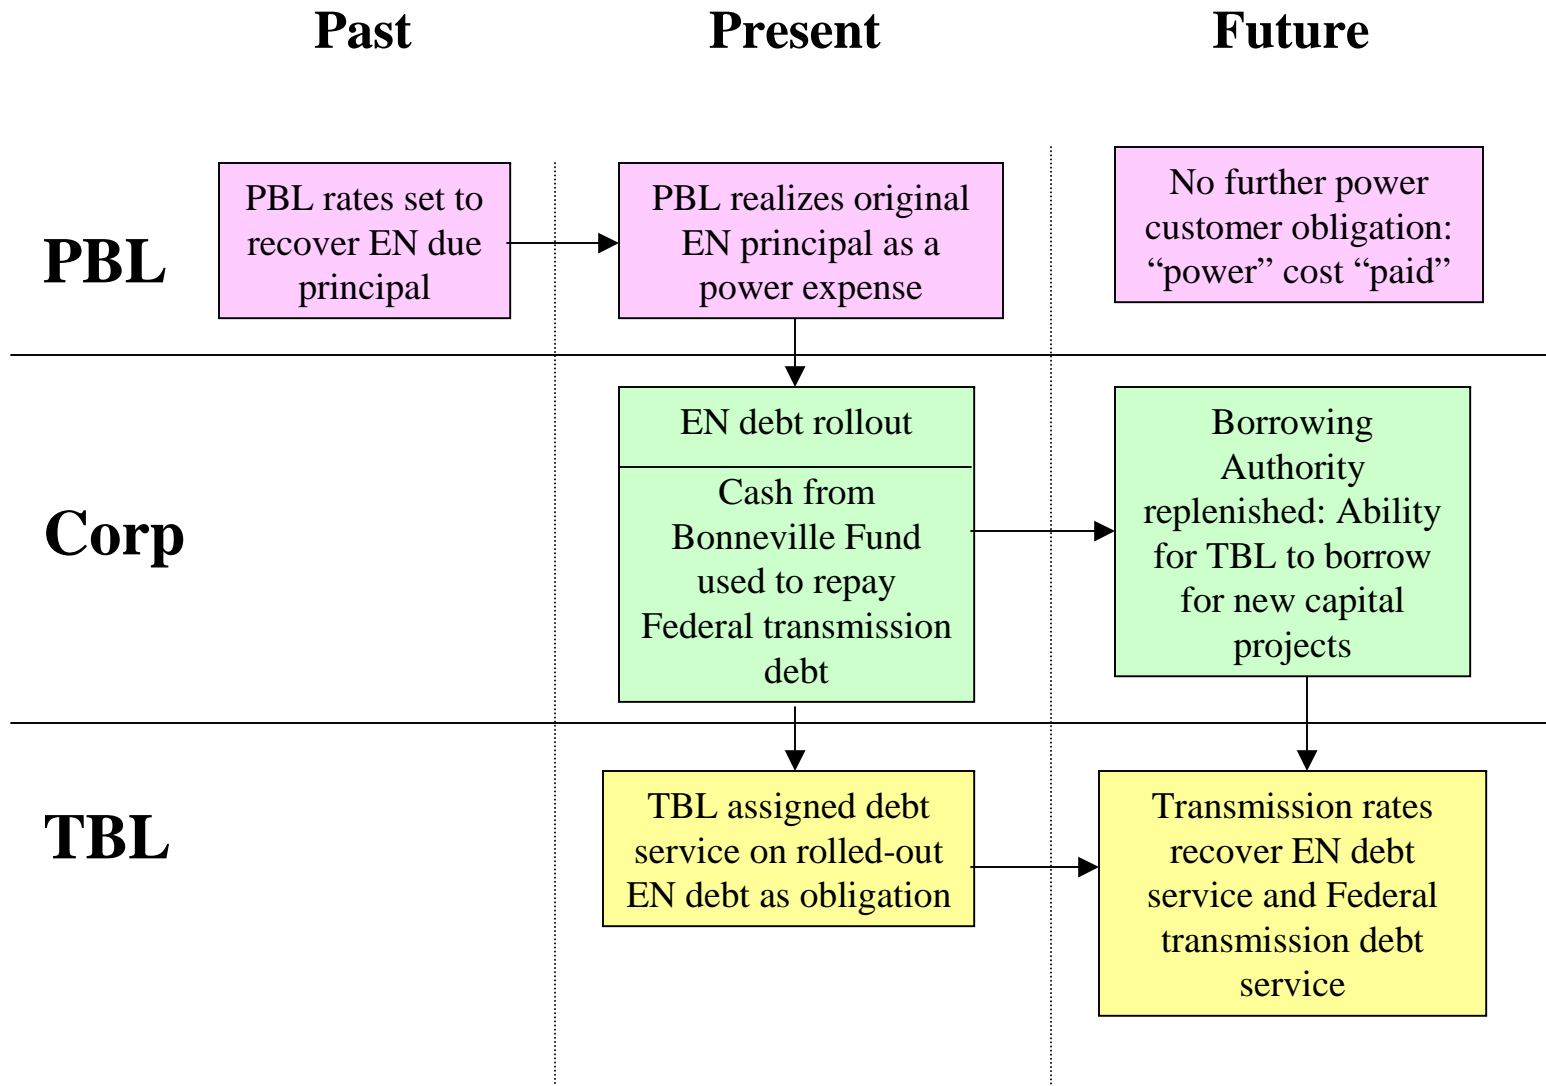 Past
Present
Future
PBL
PBL rates set to
recover EN due
principal
PBL realizes original
EN principal as a
power expense
No further power
customer obligation:
“power” cost “paid”
Corp
EN debt rollout
Cash from
Bonneville Fund
used to repay
Federal transmission
debt
Borrowing
Authority
replenished: Ability
for TBL to borrow
for new capital
projects
TBL
TBL assigned debt
service on rolled-out
EN debt as obligation
Transmission rates
recover EN debt
service and Federal
transmission debt
service